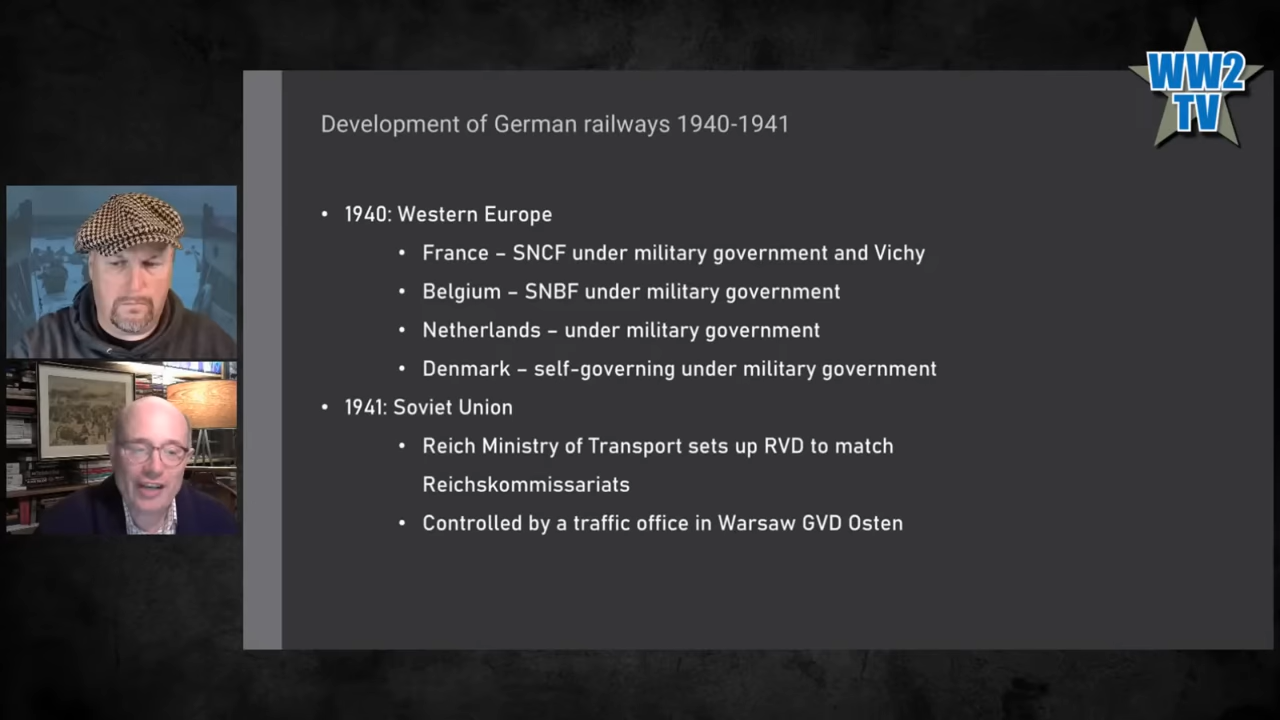 WW2
TV
Development of German railways 1940-1941
• 1940: Western Europe
• France – SNCF under military government and Vichy
• Belgium – SNBF under military government
• Netherlands – under military government
• Denmark – self-governing under military government
• 1941: Soviet Union
• Reich Ministry of Transport sets up RVD to match
Reichskommissariats
• Controlled by a traffic office in Warsaw GVD Osten